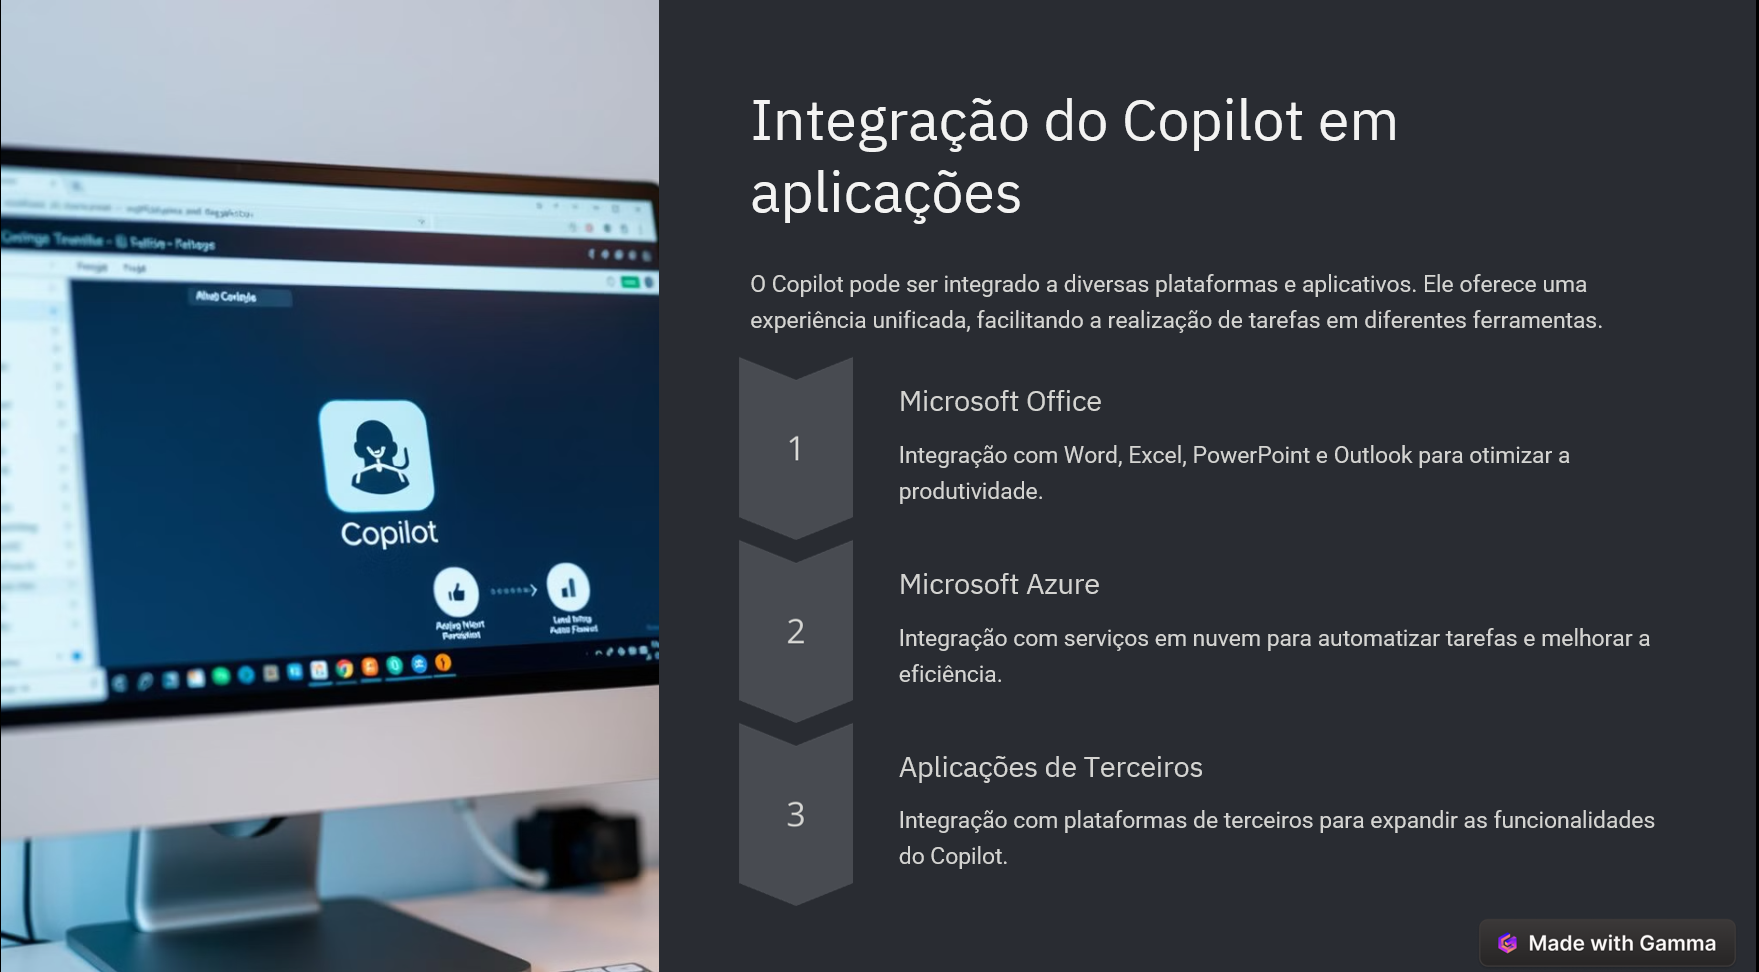 Integração do Copilot em
aplicações
O Copilot pode ser integrado a diversas plataformas e aplicativos. Ele oferece uma
experiência unificada, facilitando a realização de tarefas em diferentes ferramentas.
1
Microsoft Office
Integração com Word, Excel, PowerPoint e Outlook para otimizar a
produtividade.
2
Microsoft Azure
Integração com serviços em nuvem para automatizar tarefas e melhorar a
eficiência.
3
Aplicações de Terceiros
Integração com plataformas de terceiros para expandir as funcionalidades
do Copilot.
Copilot
Made with Gamma